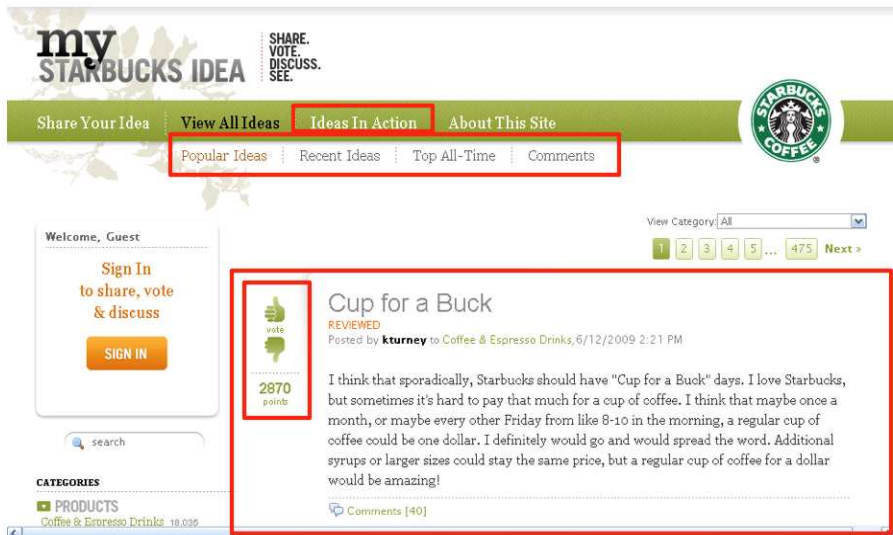 my
STARBUCKS IDEA
SHARE.
VOTE.
DISCUSS.
SEE.
STARBUCKS
COFFEE
®
Share Your Idea View All Ideas Ideas In Action About This Site
Popular Ideas Recent Ideas Top All-Time Comments
View Category: All
1 2 3 4 5 ... 475 Next >
Welcome, Guest
Sign In
to share, vote
& discuss
SIGN IN
search
CATEGORIES
PRODUCTS
Coffee & Espresso Drinks 18,035
vote
2870
points
Cup for a Buck
REVIEWED
Posted by kturney to Coffee & Espresso Drinks, 6/12/2009 2:21 PM
I think that sporadically, Starbucks should have "Cup for a Buck" days. I love Starbucks,
but sometimes it's hard to pay that much for a cup of coffee. I think that maybe once a
month, or maybe every other Friday from like 8-10 in the morning, a regular cup of
coffee could be one dollar. I definitely would go and would spread the word. Additional
syrups or larger sizes could stay the same price, but a regular cup of coffee for a dollar
would be amazing!
Comments [40]